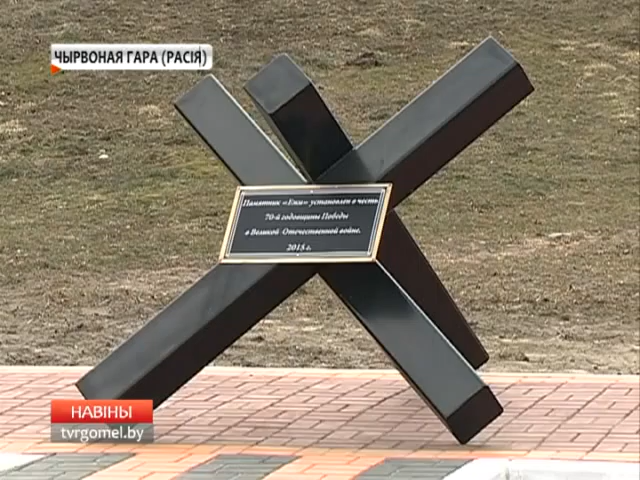 ЧЫРВОНАЯ ГАРА (РАСІЯ)
Памятник «Ежи» установлен в честь
70-й годовщины Победы
в Великой Отечественной войне.
2015 г.
НАВІНЫ
tvrgomel.by